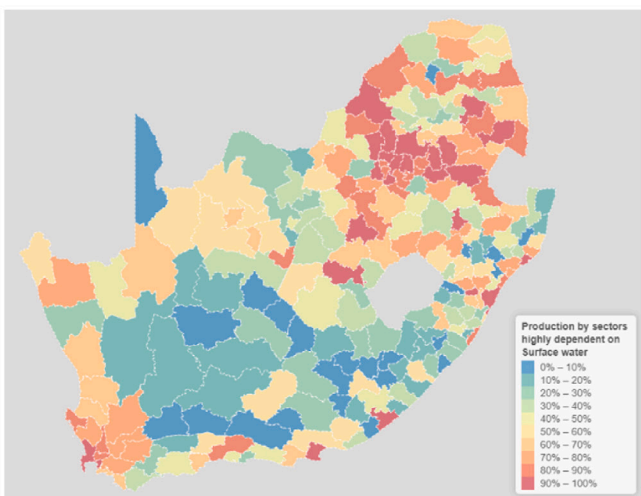 Production by sectors
highly dependent on
Surface water
0% – 10%
10% – 20%
20% – 30%
30% – 40%
40% – 50%
50% – 60%
60% – 70%
70% – 80%
80% – 90%
90% – 100%